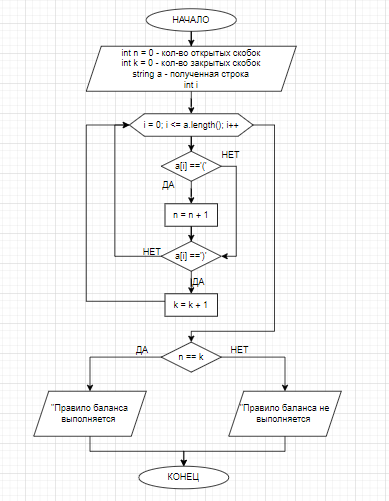 НАЧАЛО
int n = 0 - кол-во открытых скобок
int k = 0 - кол-во закрытых скобок
string a - полученная строка
int i
i = 0; i <= a.length(); i++
НЕТ
a[i] =='('
ДА
n = n + 1
НЕТ
a[i] ==')'
ДА
k = k + 1
ДА
n == k
НЕТ
"Правило баланса
выполняется
"Правило баланса не
выполняется
КОНЕЦ